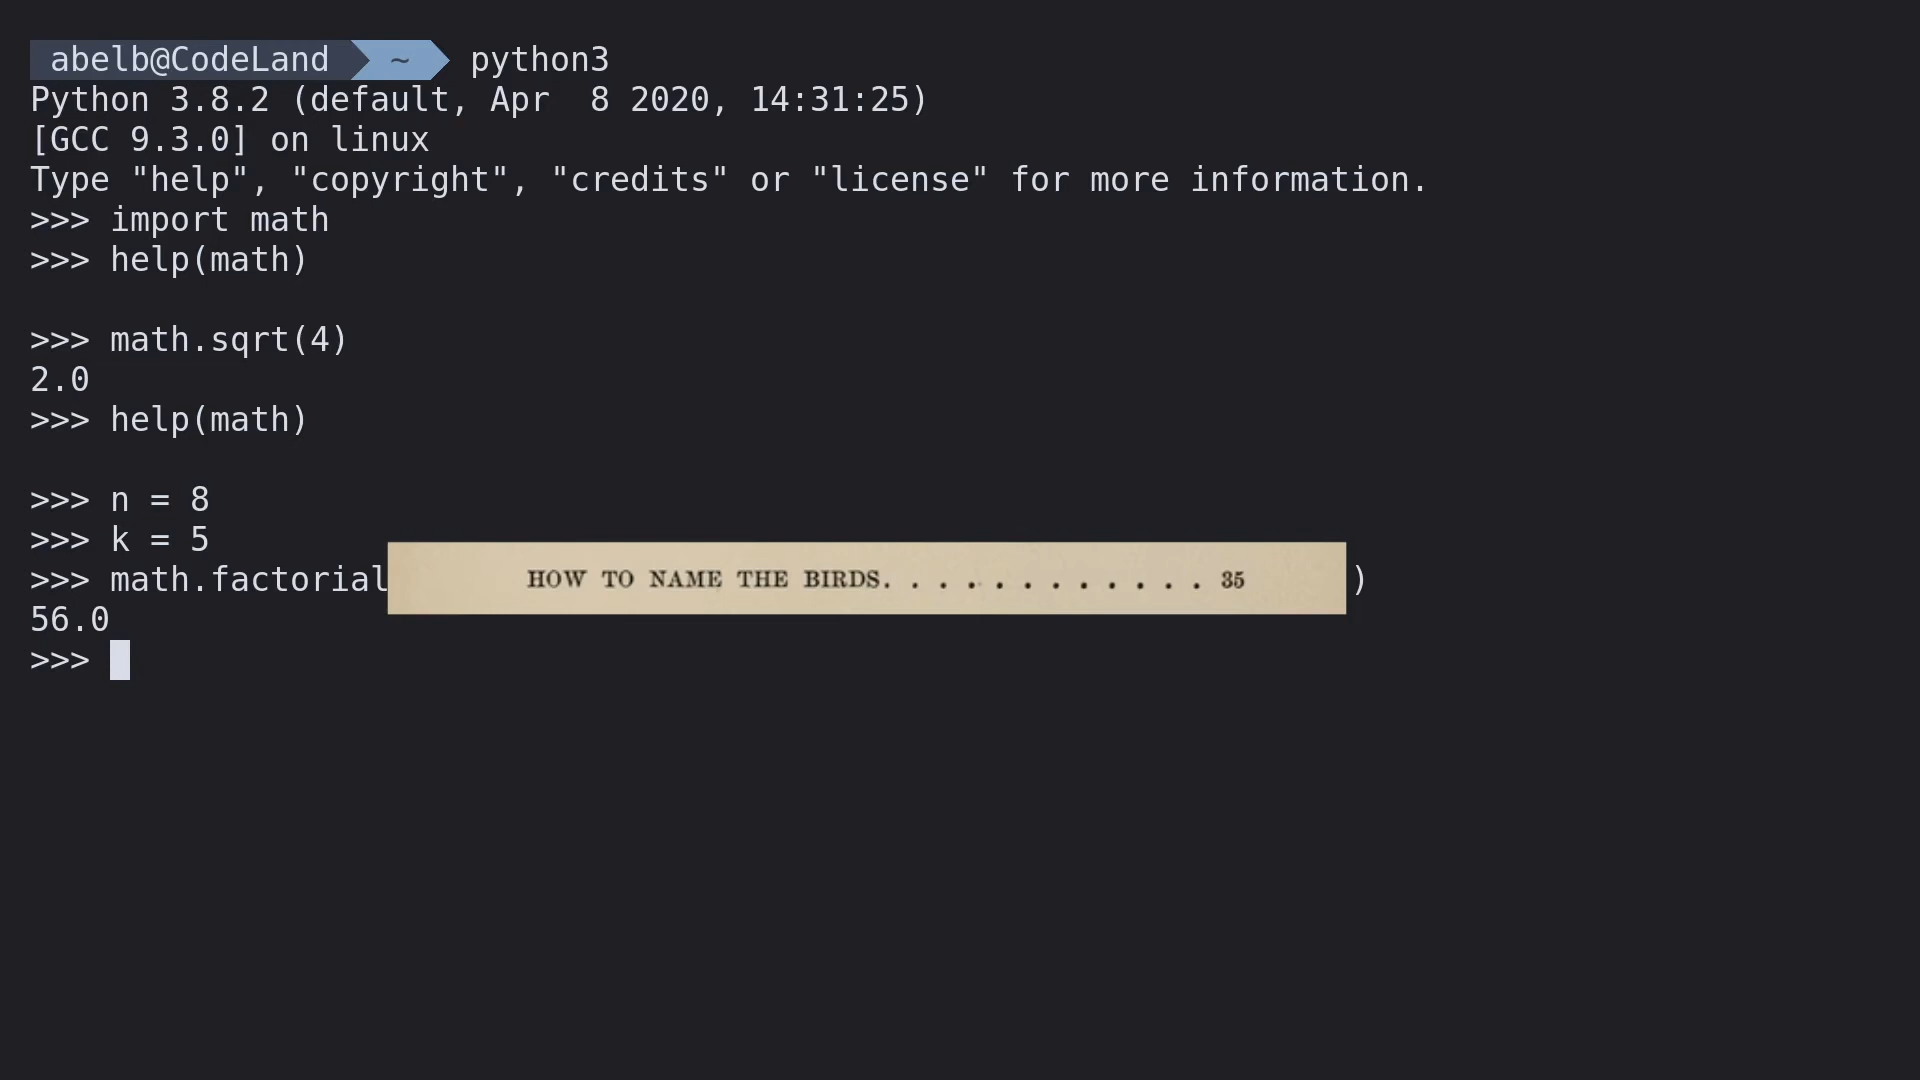 abelb@CodeLand ~ python3
Python 3.8.2 (default, Apr  8 2020, 14:31:25)
[GCC 9.3.0] on linux
Type "help", "copyright", "credits" or "license" for more information.
>>> import math
>>> help(math)
>>> math.sqrt(4)
2.0
>>> help(math)
>>> n = 8
>>> k = 5
>>> math.factorial
HOW TO NAME THE BIRDS. . . . . . . . . . . . 35
)
56.0
>>>